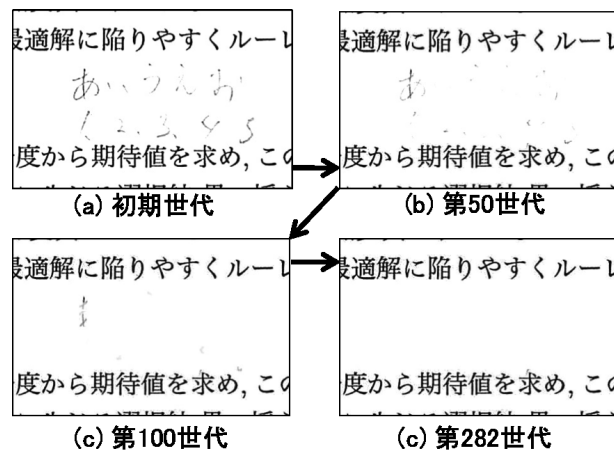 最適解に陥りやすくルーレ
あ、いうえお
1 2、3、4 5
度から期待値を求め, この
(a) 初期世代
最適解に陥りやすくルーレ
度から期待値を求め, この
(b) 第50世代
最適解に陥りやすくルーレ
度から期待値を求め, この
(c) 第100世代
最適解に陥りやすくルーレ
度から期待値を求め, この
(c) 第282世代